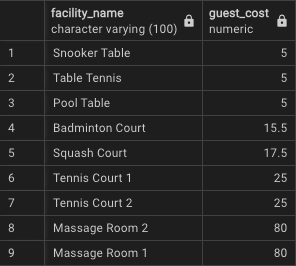 facility_name guest_cost
character varying (100) numeric
1 Snooker Table 5
2 Table Tennis 5
3 Pool Table 5
4 Badminton Court 15.5
5 Squash Court 17.5
6 Tennis Court 1 25
7 Tennis Court 2 25
8 Massage Room 2 80
9 Massage Room 1 80